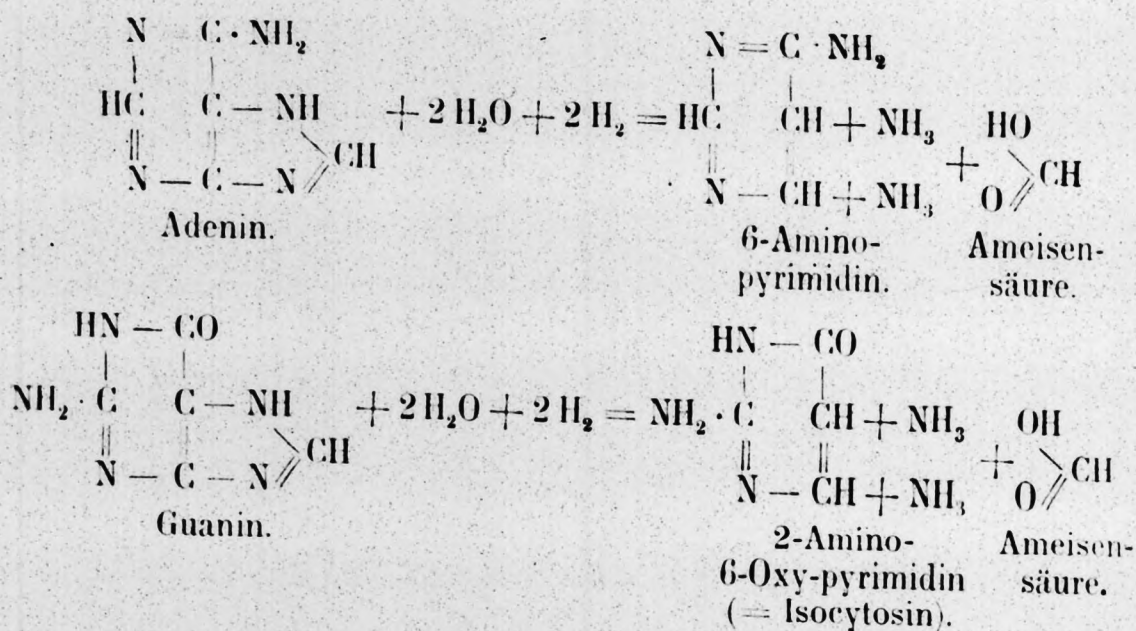 N = C · NH₂
HC C — NH
N — C — N
CH
+ 2 H₂O + 2 H₂ =
Adenin.
N = C · NH₂
HC CH + NH₃
N — CH + NH₃
6-Amino-
pyrimidin.
+
HO
CH
O
Ameisen-
säure.
HN — CO
NH₂ · C C — NH
N — C — N
CH
+ 2 H₂O + 2 H₂ =
Guanin.
HN — CO
NH₂ · C CH + NH₃
N — CH + NH₃
2-Amino-
6-Oxy-pyrimidin
(= Isocytosin).
+
OH
CH
O
Ameisen-
säure.